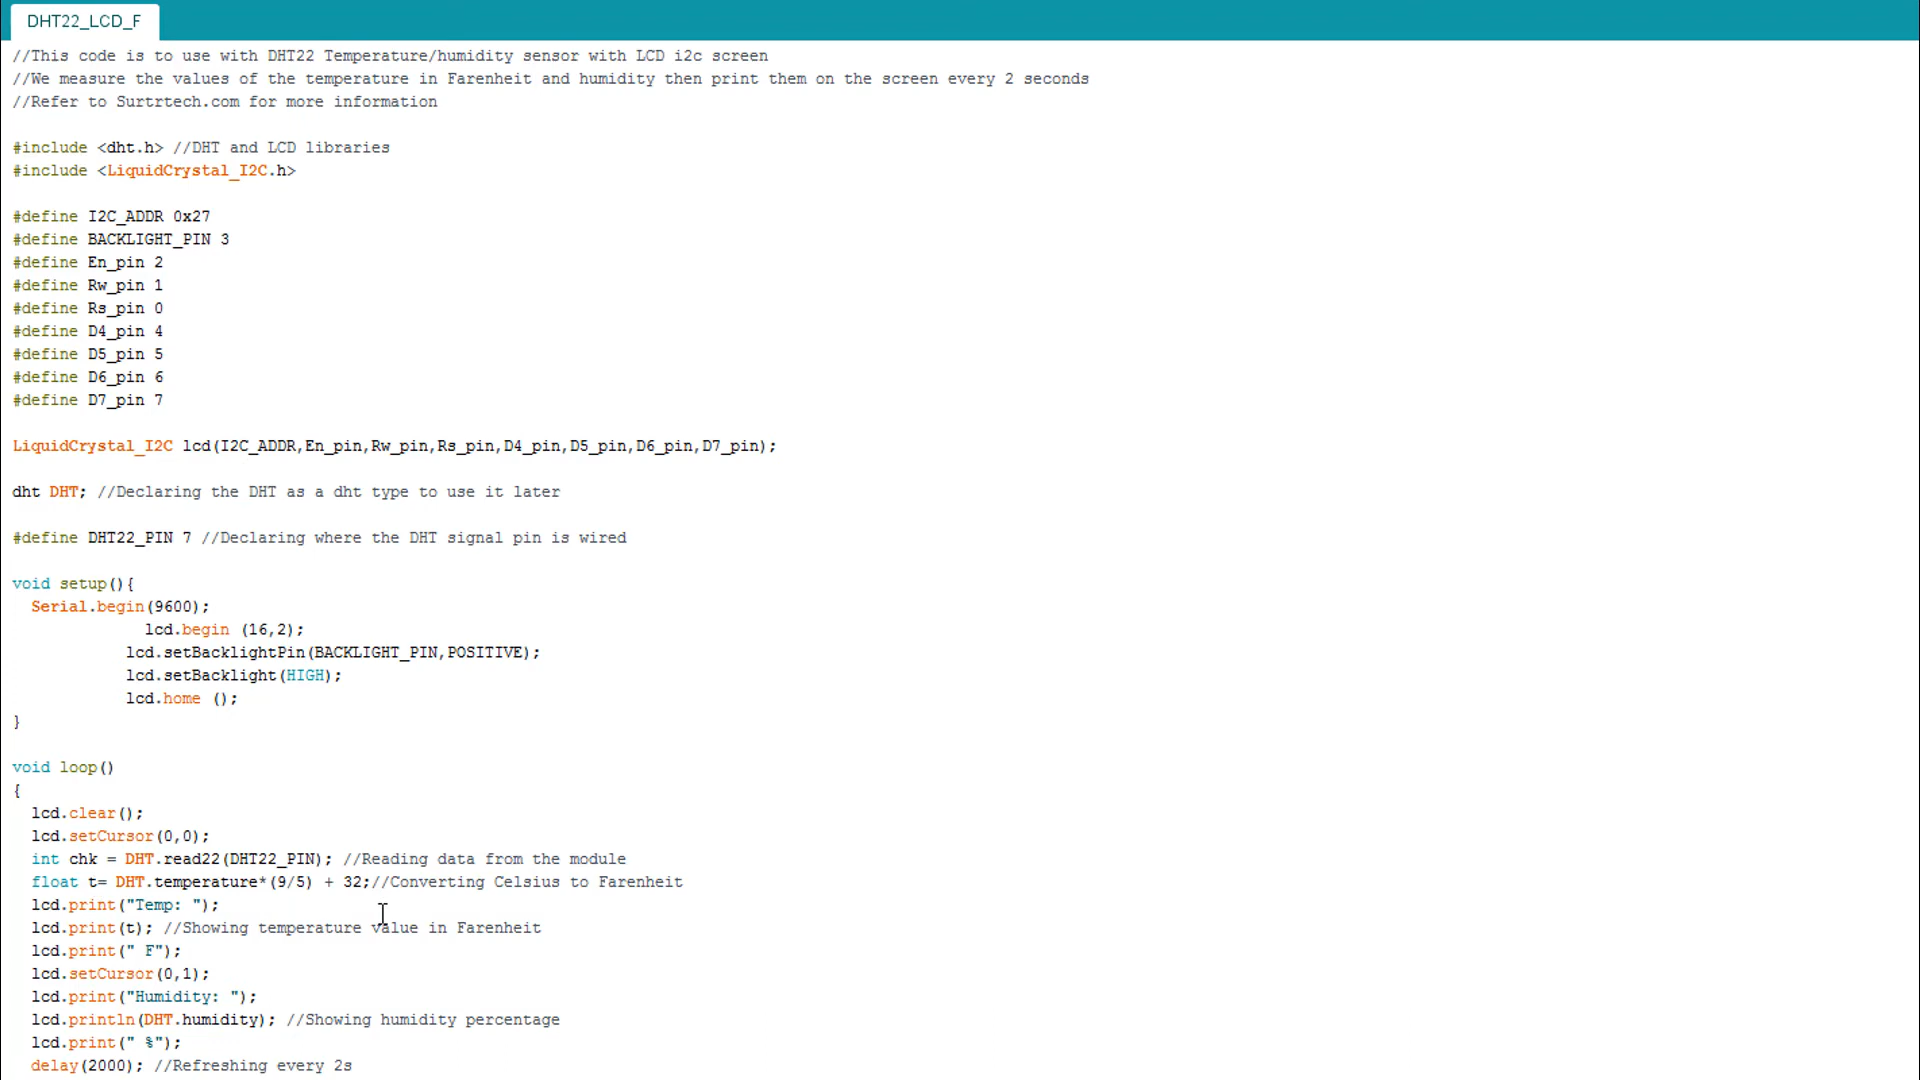 DHT22_LCD_F
//This code is to use with DHT22 Temperature/humidity sensor with LCD i2c screen
//We measure the values of the temperature in Farenheit and humidity then print them on the screen every 2 seconds
//Refer to Surtrtech.com for more information
#include <dht.h> //DHT and LCD libraries
#include <LiquidCrystal_I2C.h>
#define I2C_ADDR 0x27
#define BACKLIGHT_PIN 3
#define En_pin 2
#define Rw_pin 1
#define Rs_pin 0
#define D4_pin 4
#define D5_pin 5
#define D6_pin 6
#define D7_pin 7
LiquidCrystal_I2C lcd(I2C_ADDR,En_pin,Rw_pin,Rs_pin,D4_pin,D5_pin,D6_pin,D7_pin);
dht DHT; //Declaring the DHT as a dht type to use it later
#define DHT22_PIN 7 //Declaring where the DHT signal pin is wired
void setup(){
Serial.begin(9600);
lcd.begin (16,2);
lcd.setBacklightPin(BACKLIGHT_PIN,POSITIVE);
lcd.setBacklight(HIGH);
lcd.home ();
}
void loop()
{
lcd.clear();
lcd.setCursor(0,0);
int chk = DHT.read22(DHT22_PIN); //Reading data from the module
float t= DHT.temperature*(9/5) + 32;//Converting Celsius to Farenheit
lcd.print("Temp: ");
lcd.print(t); //Showing temperature value in Farenheit
lcd.print(" F");
lcd.setCursor(0,1);
lcd.print("Humidity: ");
lcd.println(DHT.humidity); //Showing humidity percentage
lcd.print(" %");
delay(2000); //Refreshing every 2s